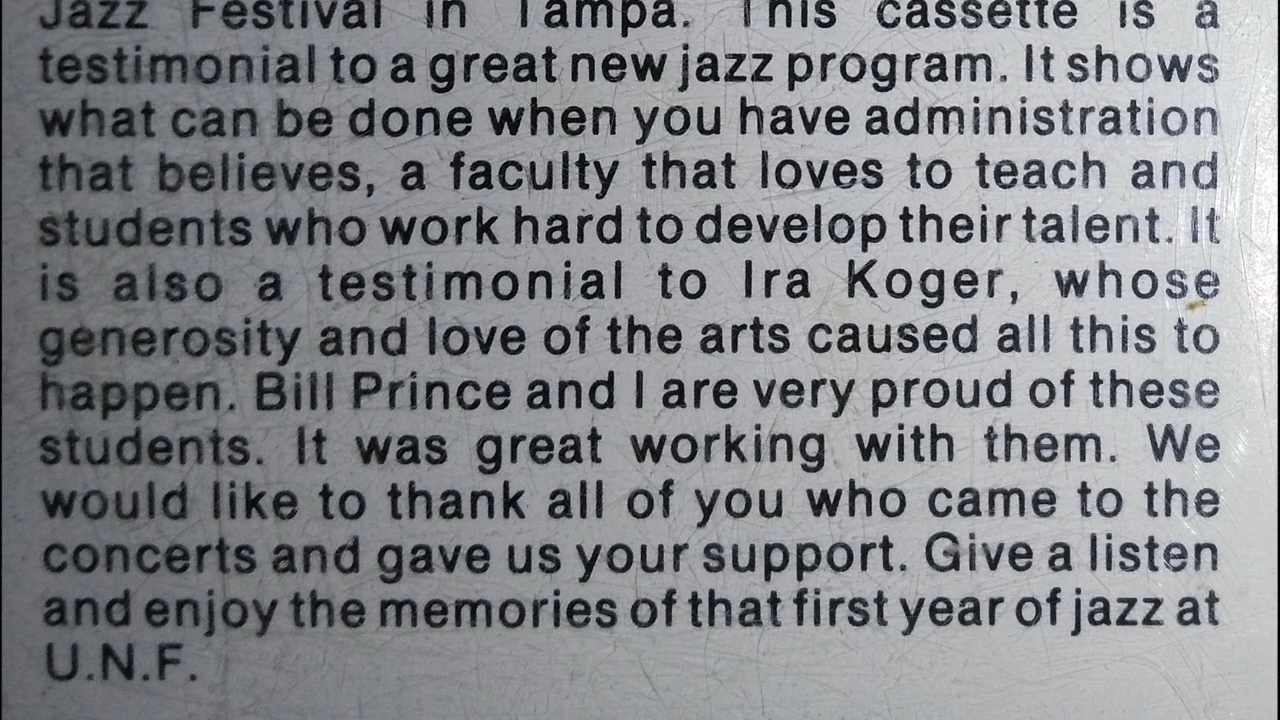 Jazz Festival in Tampa. This cassette is a
testimonial to a great new jazz program. It shows
what can be done when you have administration
that believes, a faculty that loves to teach and
students who work hard to develop their talent. It
is also a testimonial to Ira Koger, whose
generosity and love of the arts caused all this to
happen. Bill Prince and I are very proud of these
students. It was great working with them. We
would like to thank all of you who came to the
concerts and gave us your support. Give a listen
and enjoy the memories of that first year of jazz at
U.N.F.